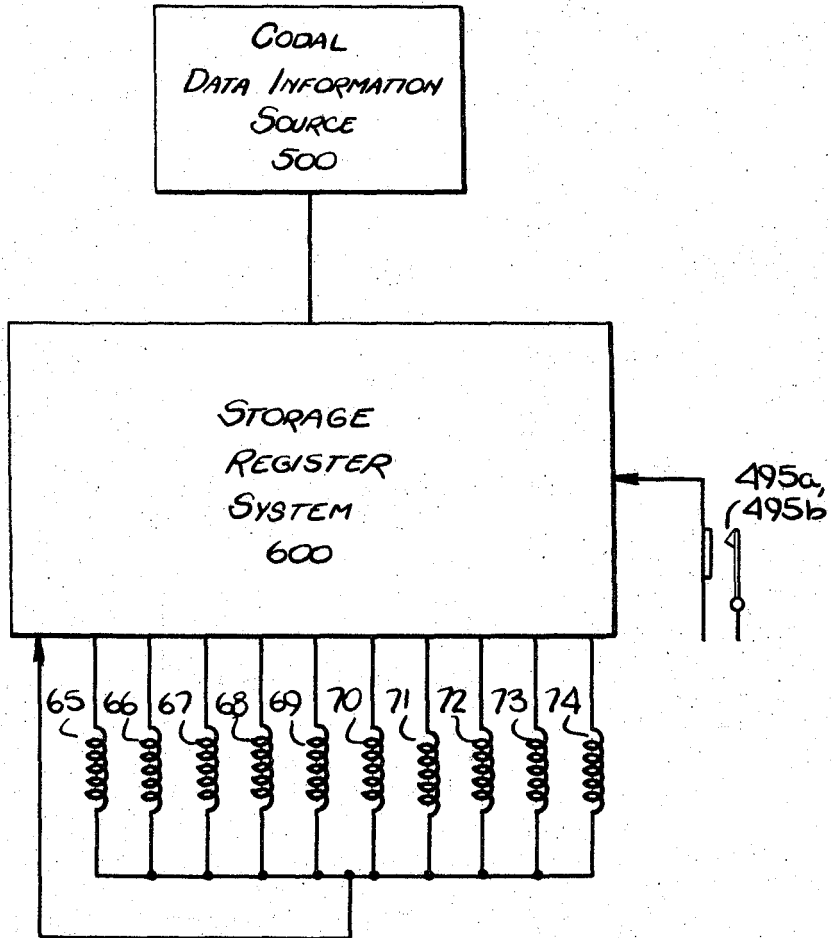 CODAL
DATA INFORMATION
SOURCE
500
STORAGE
REGISTER
SYSTEM
600
495a,
495b
65 66 67 68 69 70 71 72 73 74